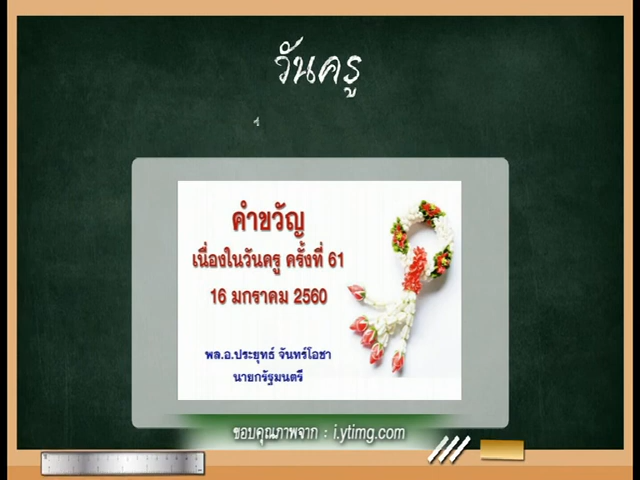 วันครู
คำขวัญ
เนื่องในวันครู ครั้งที่ 61
16 มกราคม 2560
พล.อ.ประยุทธ์ จันทร์โอชา
นายกรัฐมนตรี
ขอบคุณภาพจาก : i.ytimg.com